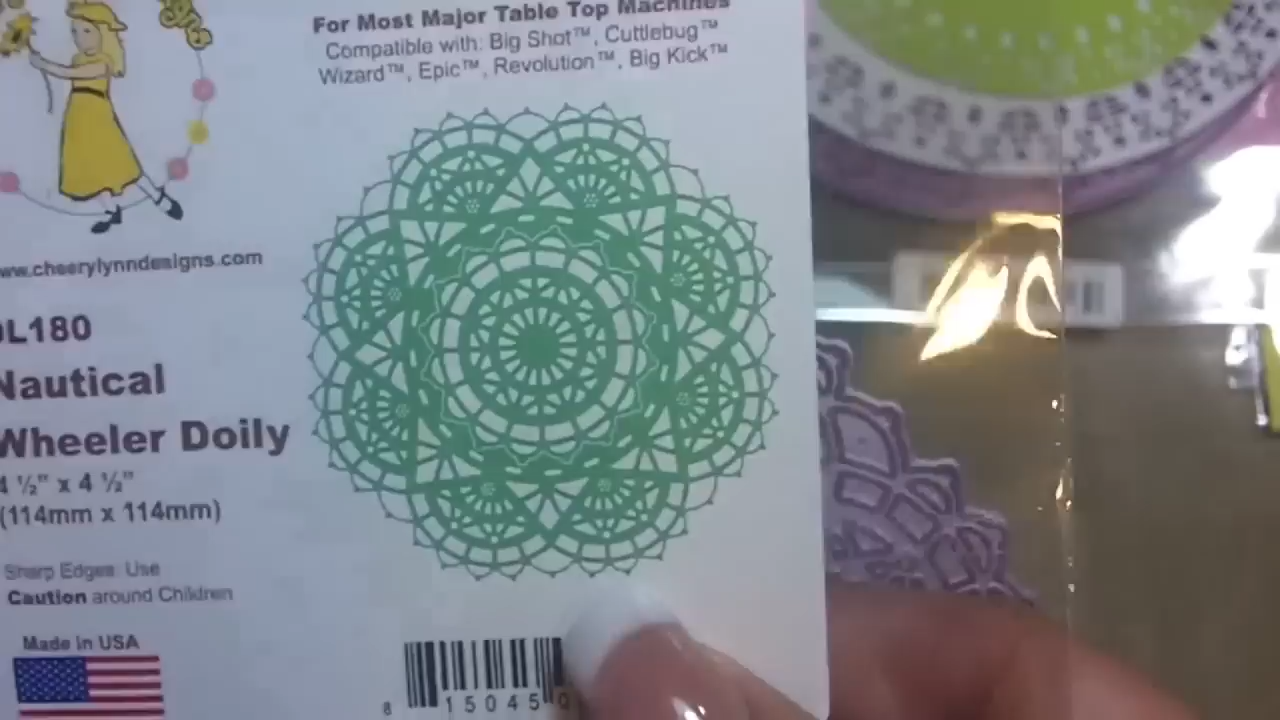 For Most Major Table Top Machines
Compatible with: Big Shot™, Cuttlebug™
Wizard™, Epic™, Revolution™, Big Kick™
ww.cheerylynndesigns.com
DL180
Nautical
Wheeler Doily
4 ½" x 4 ½"
(114mm x 114mm)
Sharp Edges: Use
Caution around Children
Made in USA
8 15045 0